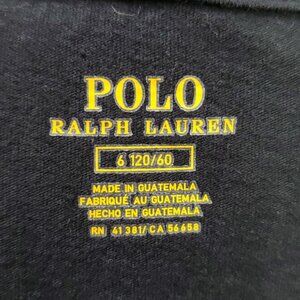 POLO
RALPH LAUREN
6 120/60
MADE IN GUATEMALA
FABRIQUÉ AU GUATEMALA
HECHO EN GUATEMALA
RN 41381/CA 56658